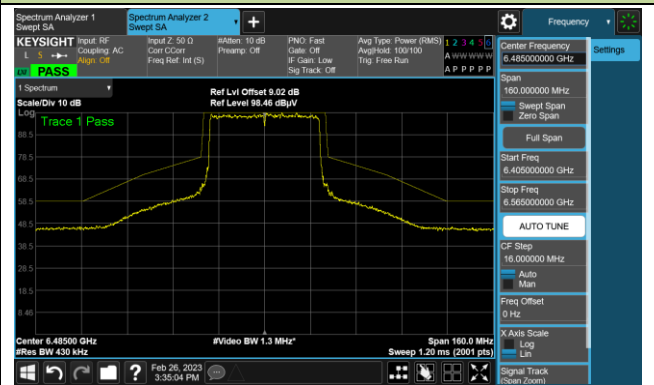 Spectrum Analyzer 1
Swept SA
Spectrum Analyzer 2
Swept SA
+
Frequency
KEYSIGHT
L S
PASS
Input: RF
Coupling: AC
Align: Off
Input Z: 50 Ω
Corr CCorr
Freq Ref: Int (S)
#Atten: 10 dB
Preamp: Off
PNO: Fast
Gate: Off
IF Gain: Low
Sig Track: Off
Avg Type: Power (RMS)
Avg|Hold: 100/100
Trig: Free Run
1 2 3 4 5 6
A W W W W W
A P P P P P
Center Frequency
6.485000000 GHz
Settings
Span
160.000000 MHz
Swept Span
Zero Span
Full Span
Start Freq
6.405000000 GHz
Stop Freq
6.565000000 GHz
AUTO TUNE
CF Step
16.000000 MHz
Auto
Man
Freq Offset
0 Hz
X Axis Scale
Log
Lin
Signal Track
(Span Zoom)
1 Spectrum
Scale/Div 10 dB
Ref Lvl Offset 9.02 dB
Ref Level 98.46 dBµV
Log
Trace 1 Pass
88.5
78.5
68.5
58.5
48.5
38.5
28.5
18.5
8.46
Center 6.48500 GHz
#Res BW 430 kHz
#Video BW 1.3 MHz*
Span 160.0 MHz
Sweep 1.20 ms (2001 pts)
?
Feb 26, 2023
3:35:04 PM